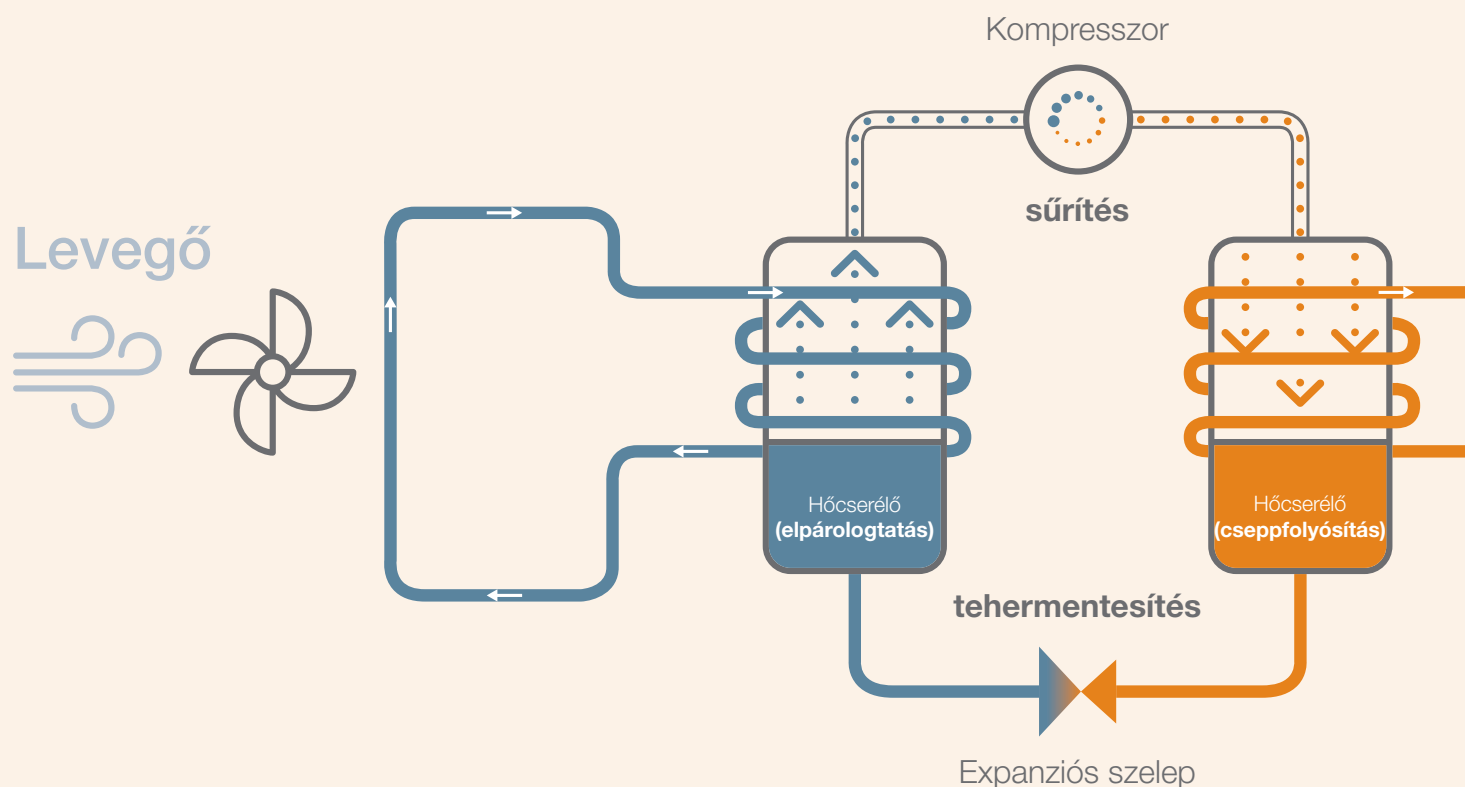 Kompresszor
sűrítés
Levegő
Hőcserélő
(elpárologtatás)
Hőcserélő
(cseppfolyósítás)
tehermentesítés
Expanziós szelep